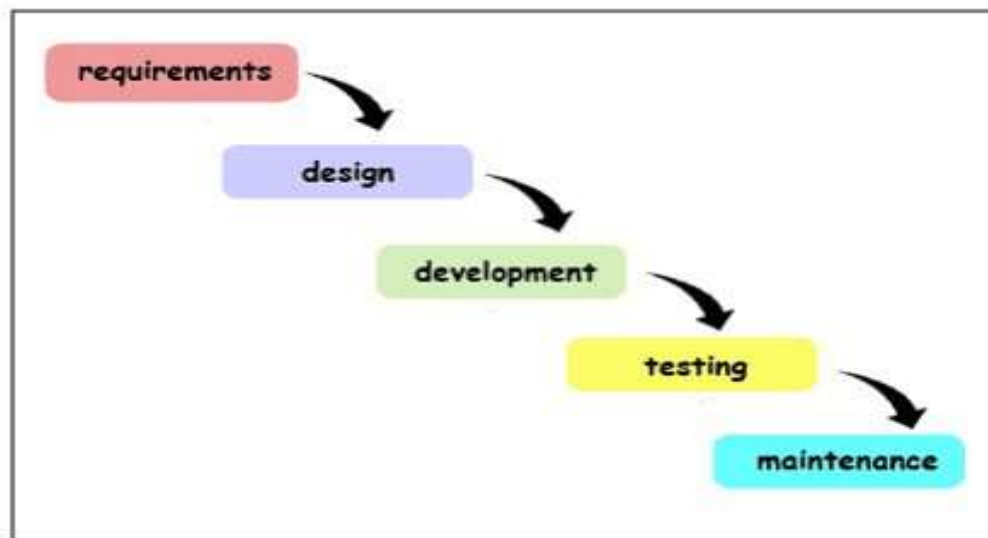 requirements
design
development
testing
maintenance